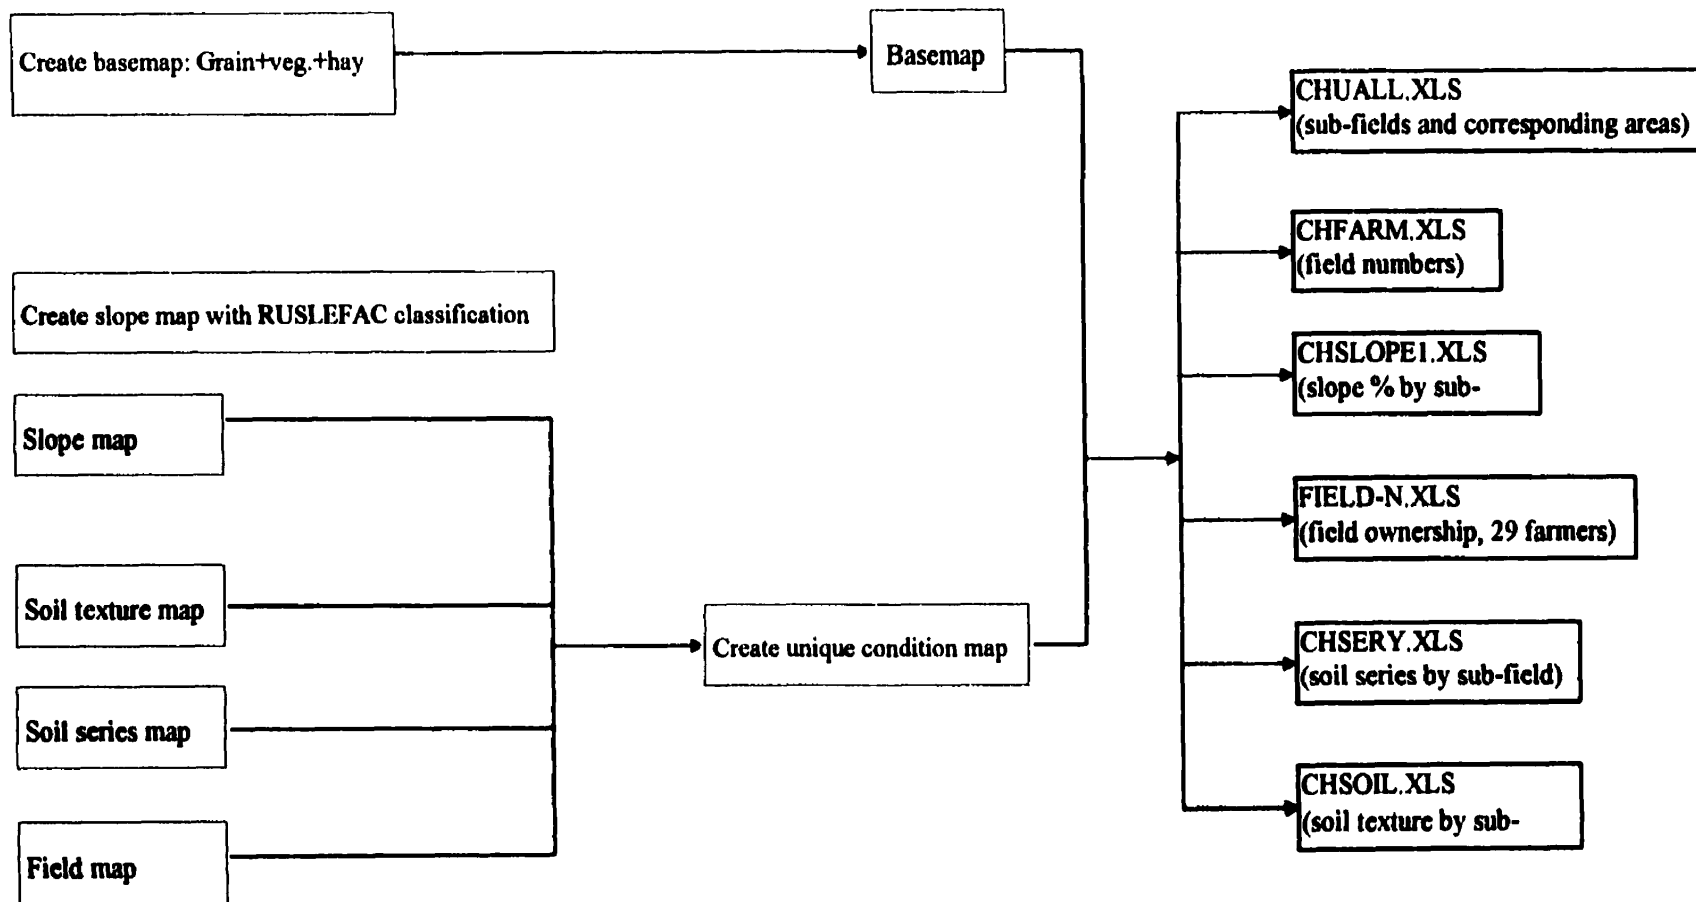 Create basemap: Grain+veg.+hay
Basemap
CHUALL.XLS
(sub-fields and corresponding areas)
CHFARM.XLS
(field numbers)
Create slope map with RUSLEFAC classification
CHSLOPE1.XLS
(slope % by sub-
Slope map
FIELD-N.XLS
(field ownership, 29 farmers)
Soil texture map
Create unique condition map
CHSERY.XLS
(soil series by sub-field)
Soil series map
CHSOIL.XLS
(soil texture by sub-
Field map